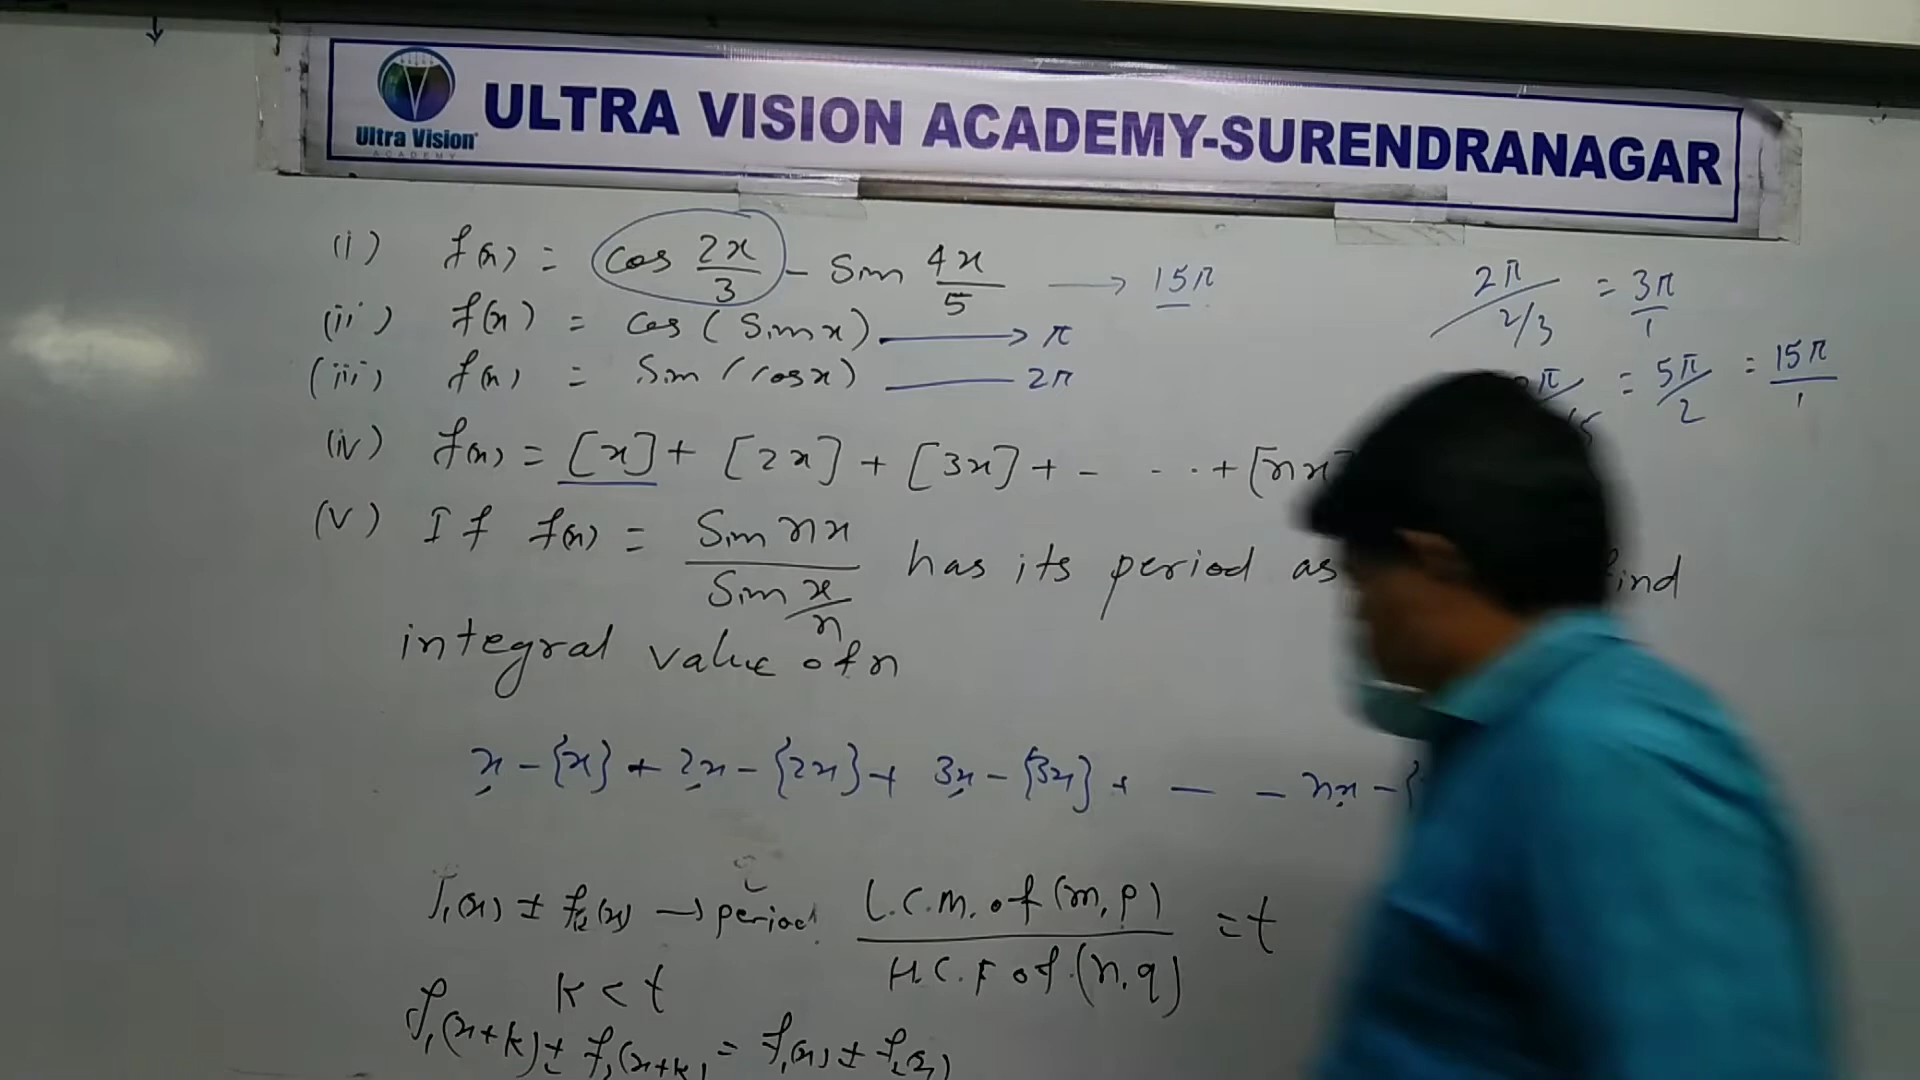 Ultra Vision
ACADEMY
ULTRA VISION ACADEMY-SURENDRANAGAR
(i) f(x) = cos 2x/3 - Sin 4x/5 → 15π
(ii) f(x) = cos (Sin x) → π
(iii) f(x) = Sin (cos x) — 2π
(iv) f(x) = [x] + [2x] + [3x] + - - - + [nx]
(v) If f(x) = Sin nx / Sin x/n has its period as find
integral value of n
2π / 2/3 = 3π/1
= 5π/2 = 15π/1
x - {x} + 2x - {2x} + 3x - {3x} + — — nx - {
f₁(x) ± f₂(x) → period L.C.M. of (m, p) / H.C.F of (n, q) = t
k < t
f₁(x+k) ± f₂(x+k) = f₁(x) ± f₂(x)